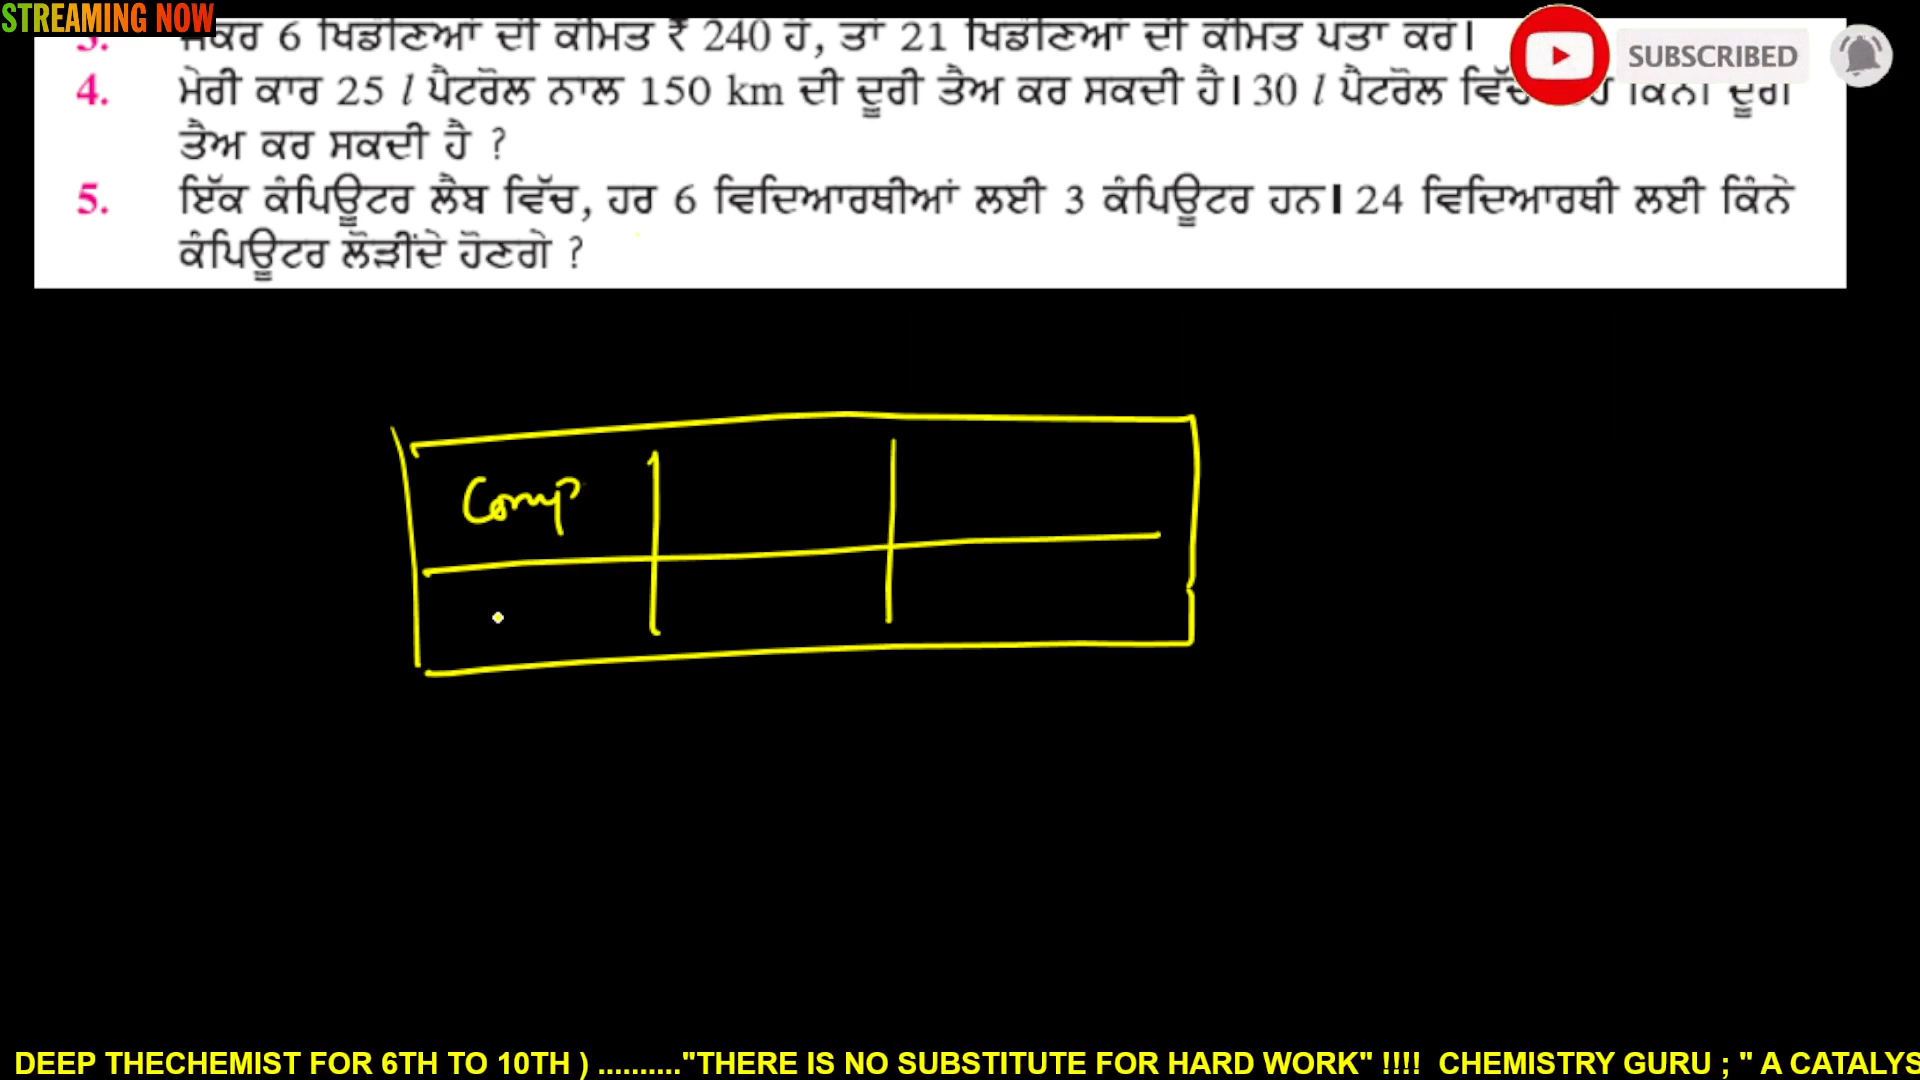 STREAMING NOW
3. ਜੇਕਰ 6 ਖਿਡੌਣਿਆਂ ਦੀ ਕੀਮਤ ₹ 240 ਹੈ, ਤਾਂ 21 ਖਿਡੌਣਿਆਂ ਦੀ ਕੀਮਤ ਪਤਾ ਕਰੋ।
SUBSCRIBED
4. ਮੇਰੀ ਕਾਰ 25 l ਪੈਟਰੋਲ ਨਾਲ 150 km ਦੀ ਦੂਰੀ ਤੈਅ ਕਰ ਸਕਦੀ ਹੈ। 30 l ਪੈਟਰੋਲ ਵਿੱਚ ਕਿੰਨੀ ਦੂਰੀ
ਤੈਅ ਕਰ ਸਕਦੀ ਹੈ ?
5. ਇੱਕ ਕੰਪਿਊਟਰ ਲੈਬ ਵਿੱਚ, ਹਰ 6 ਵਿਦਿਆਰਥੀਆਂ ਲਈ 3 ਕੰਪਿਊਟਰ ਹਨ। 24 ਵਿਦਿਆਰਥੀ ਲਈ ਕਿੰਨੇ
ਕੰਪਿਊਟਰ ਲੋੜੀਂਦੇ ਹੋਣਗੇ ?
Comp
DEEP THECHEMIST FOR 6TH TO 10TH ) .........."THERE IS NO SUBSTITUTE FOR HARD WORK" !!!! CHEMISTRY GURU ; " A CATALYS